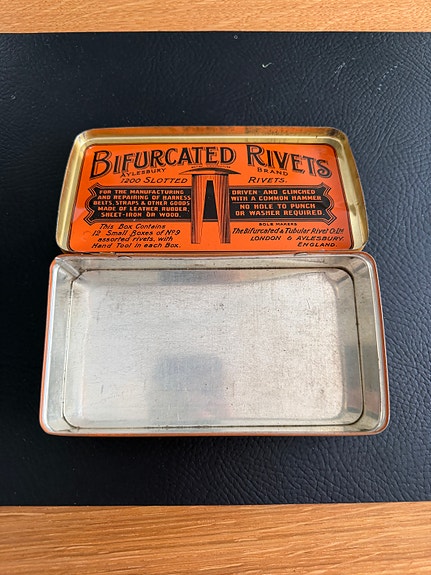 BIFURCATED RIVETS
AYLESBURY BRAND
1200 SLOTTED RIVETS.
FOR THE MANUFACTURING
AND REPAIRING OF HARNESS
BELTS, STRAPS & OTHER GOODS
MADE OF LEATHER, RUBBER,
SHEET-IRON OR WOOD.
DRIVEN AND CLINCHED
WITH A COMMON HAMMER
NO HOLE TO PUNCH
OR WASHER REQUIRED.
This Box Contains
12 Small Boxes of Nº9
assorted rivets, with
Hand Tool in each Box.
SOLE MAKERS
The Bifurcated & Tubular Rivet Co. Ltd
LONDON & AYLESBURY.
ENGLAND.